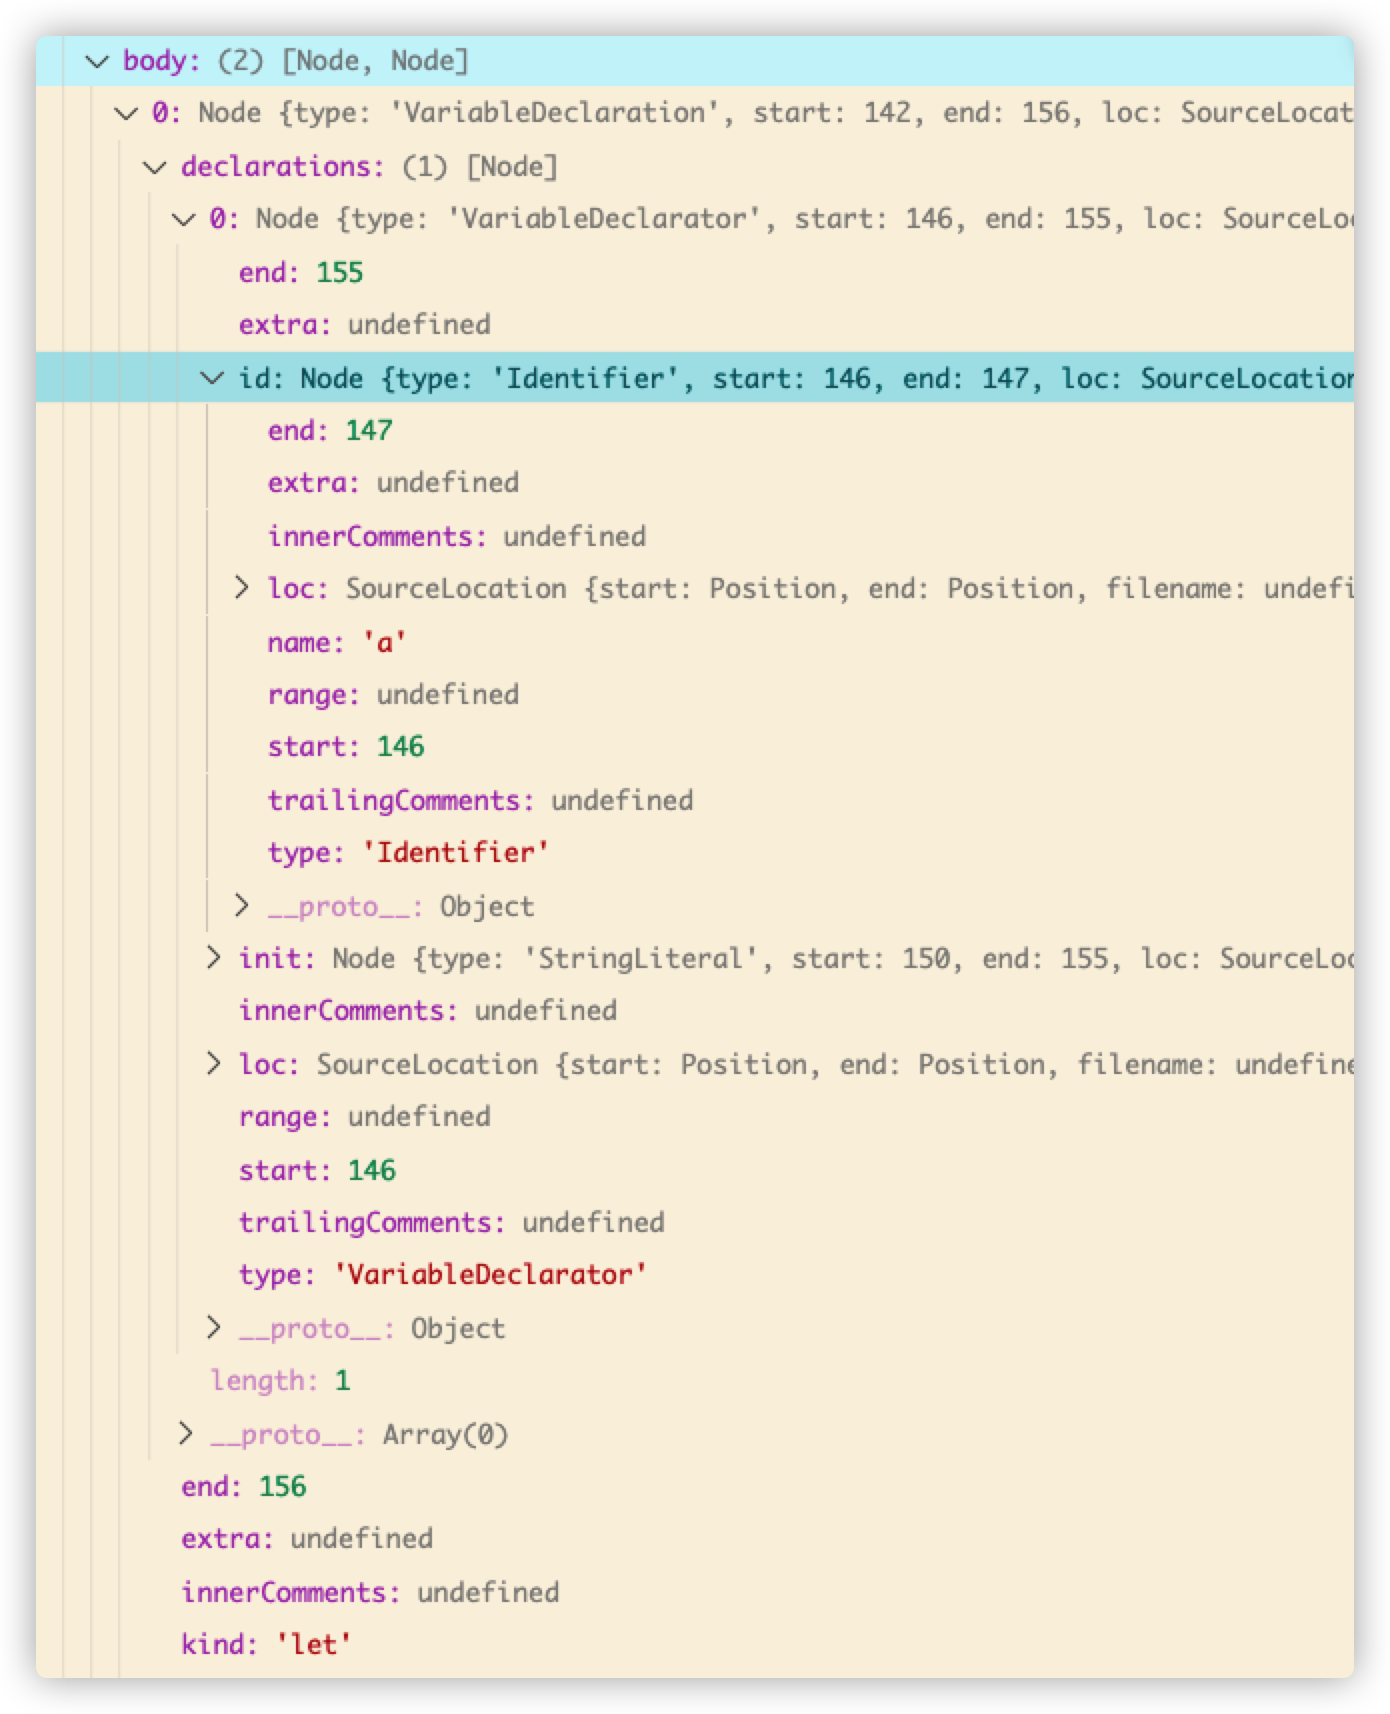 body: (2) [Node, Node]
0: Node {type: 'VariableDeclaration', start: 142, end: 156, loc: SourceLocat
declarations: (1) [Node]
0: Node {type: 'VariableDeclarator', start: 146, end: 155, loc: SourceLo
end: 155
extra: undefined
id: Node {type: 'Identifier', start: 146, end: 147, loc: SourceLocation
end: 147
extra: undefined
innerComments: undefined
loc: SourceLocation {start: Position, end: Position, filename: undefi
name: 'a'
range: undefined
start: 146
trailingComments: undefined
type: 'Identifier'
__proto__: Object
init: Node {type: 'StringLiteral', start: 150, end: 155, loc: SourceLoc
innerComments: undefined
loc: SourceLocation {start: Position, end: Position, filename: undefine
range: undefined
start: 146
trailingComments: undefined
type: 'VariableDeclarator'
__proto__: Object
length: 1
__proto__: Array(0)
end: 156
extra: undefined
innerComments: undefined
kind: 'let'